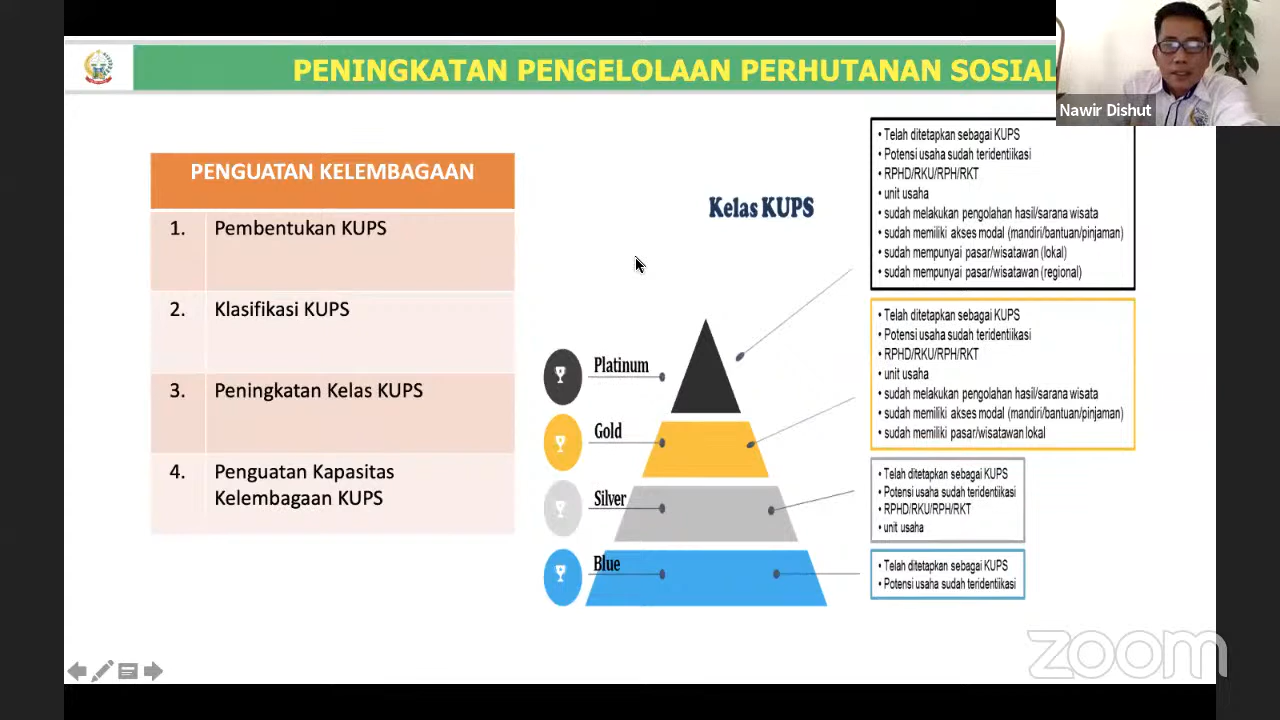 PENINGKATAN PENGELOLAAN PERHUTANAN SOSIAL
Nawir Dishut
PENGUATAN KELEMBAGAAN
1. Pembentukan KUPS
2. Klasifikasi KUPS
3. Peningkatan Kelas KUPS
4. Penguatan Kapasitas
Kelembagaan KUPS
Kelas KUPS
Platinum
Gold
Silver
Blue
• Telah ditetapkan sebagai KUPS
• Potensi usaha sudah teridentiikasi
• RPHD/RKU/RPH/RKT
• unit usaha
• sudah melakukan pengolahan hasil/sarana wisata
• sudah memiliki akses modal (mandiri/bantuan/pinjaman)
• sudah mempunyai pasar/wisatawan (lokal)
• sudah mempunyai pasar/wisatawan (regional)
• Telah ditetapkan sebagai KUPS
• Potensi usaha sudah teridentiikasi
• RPHD/RKU/RPH/RKT
• unit usaha
• sudah melakukan pengolahan hasil/sarana wisata
• sudah memiliki akses modal (mandiri/bantuan/pinjaman)
• sudah memiliki pasar/wisatawan lokal
• Telah ditetapkan sebagai KUPS
• Potensi usaha sudah teridentiikasi
• RPHD/RKU/RPH/RKT
• unit usaha
• Telah ditetapkan sebagai KUPS
• Potensi usaha sudah teridentiikasi
zoom